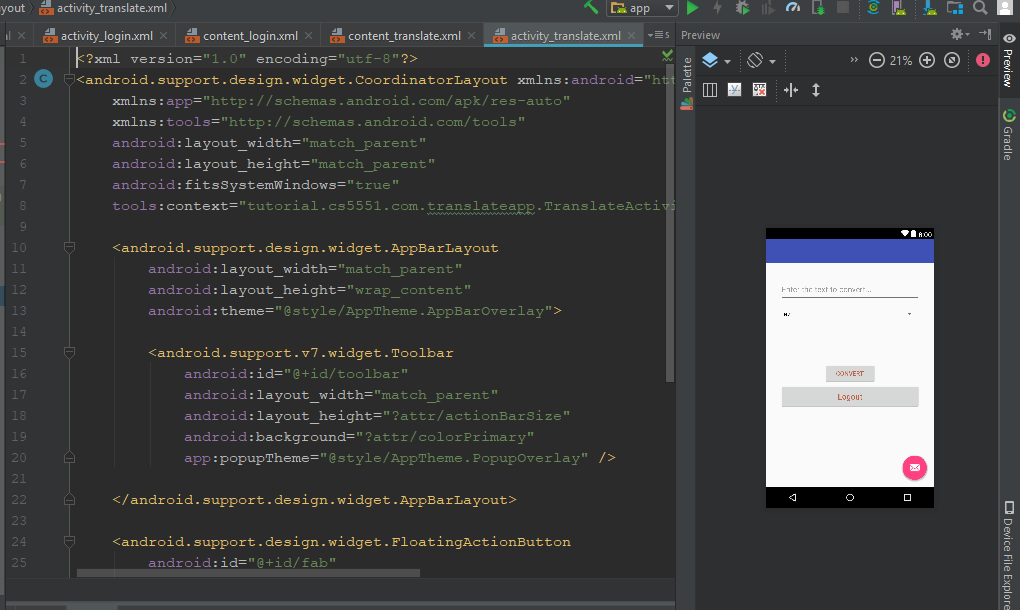 yout
activity_translate.xml
app
activity_login.xml
content_login.xml
content_translate.xml
activity_translate.xml
Preview
1 <?xml version="1.0" encoding="utf-8"?>
2 <android.support.design.widget.CoordinatorLayout xmlns:android="htt
3 xmlns:app="http://schemas.android.com/apk/res-auto"
4 xmlns:tools="http://schemas.android.com/tools"
5 android:layout_width="match_parent"
6 android:layout_height="match_parent"
7 android:fitsSystemWindows="true"
8 tools:context="tutorial.cs5551.com.translateapp.TranslateActivi
9
10 <android.support.design.widget.AppBarLayout
11 android:layout_width="match_parent"
12 android:layout_height="wrap_content"
13 android:theme="@style/AppTheme.AppBarOverlay">
14
15 <android.support.v7.widget.Toolbar
16 android:id="@+id/toolbar"
17 android:layout_width="match_parent"
18 android:layout_height="?attr/actionBarSize"
19 android:background="?attr/colorPrimary"
20 app:popupTheme="@style/AppTheme.PopupOverlay" />
21
22 </android.support.design.widget.AppBarLayout>
23
24 <android.support.design.widget.FloatingActionButton
25 android:id="@+id/fab"
C
Palette
21%
8:00
Enter the text to convert...
CONVERT
Logout
Preview
Gradle
Device File Explore